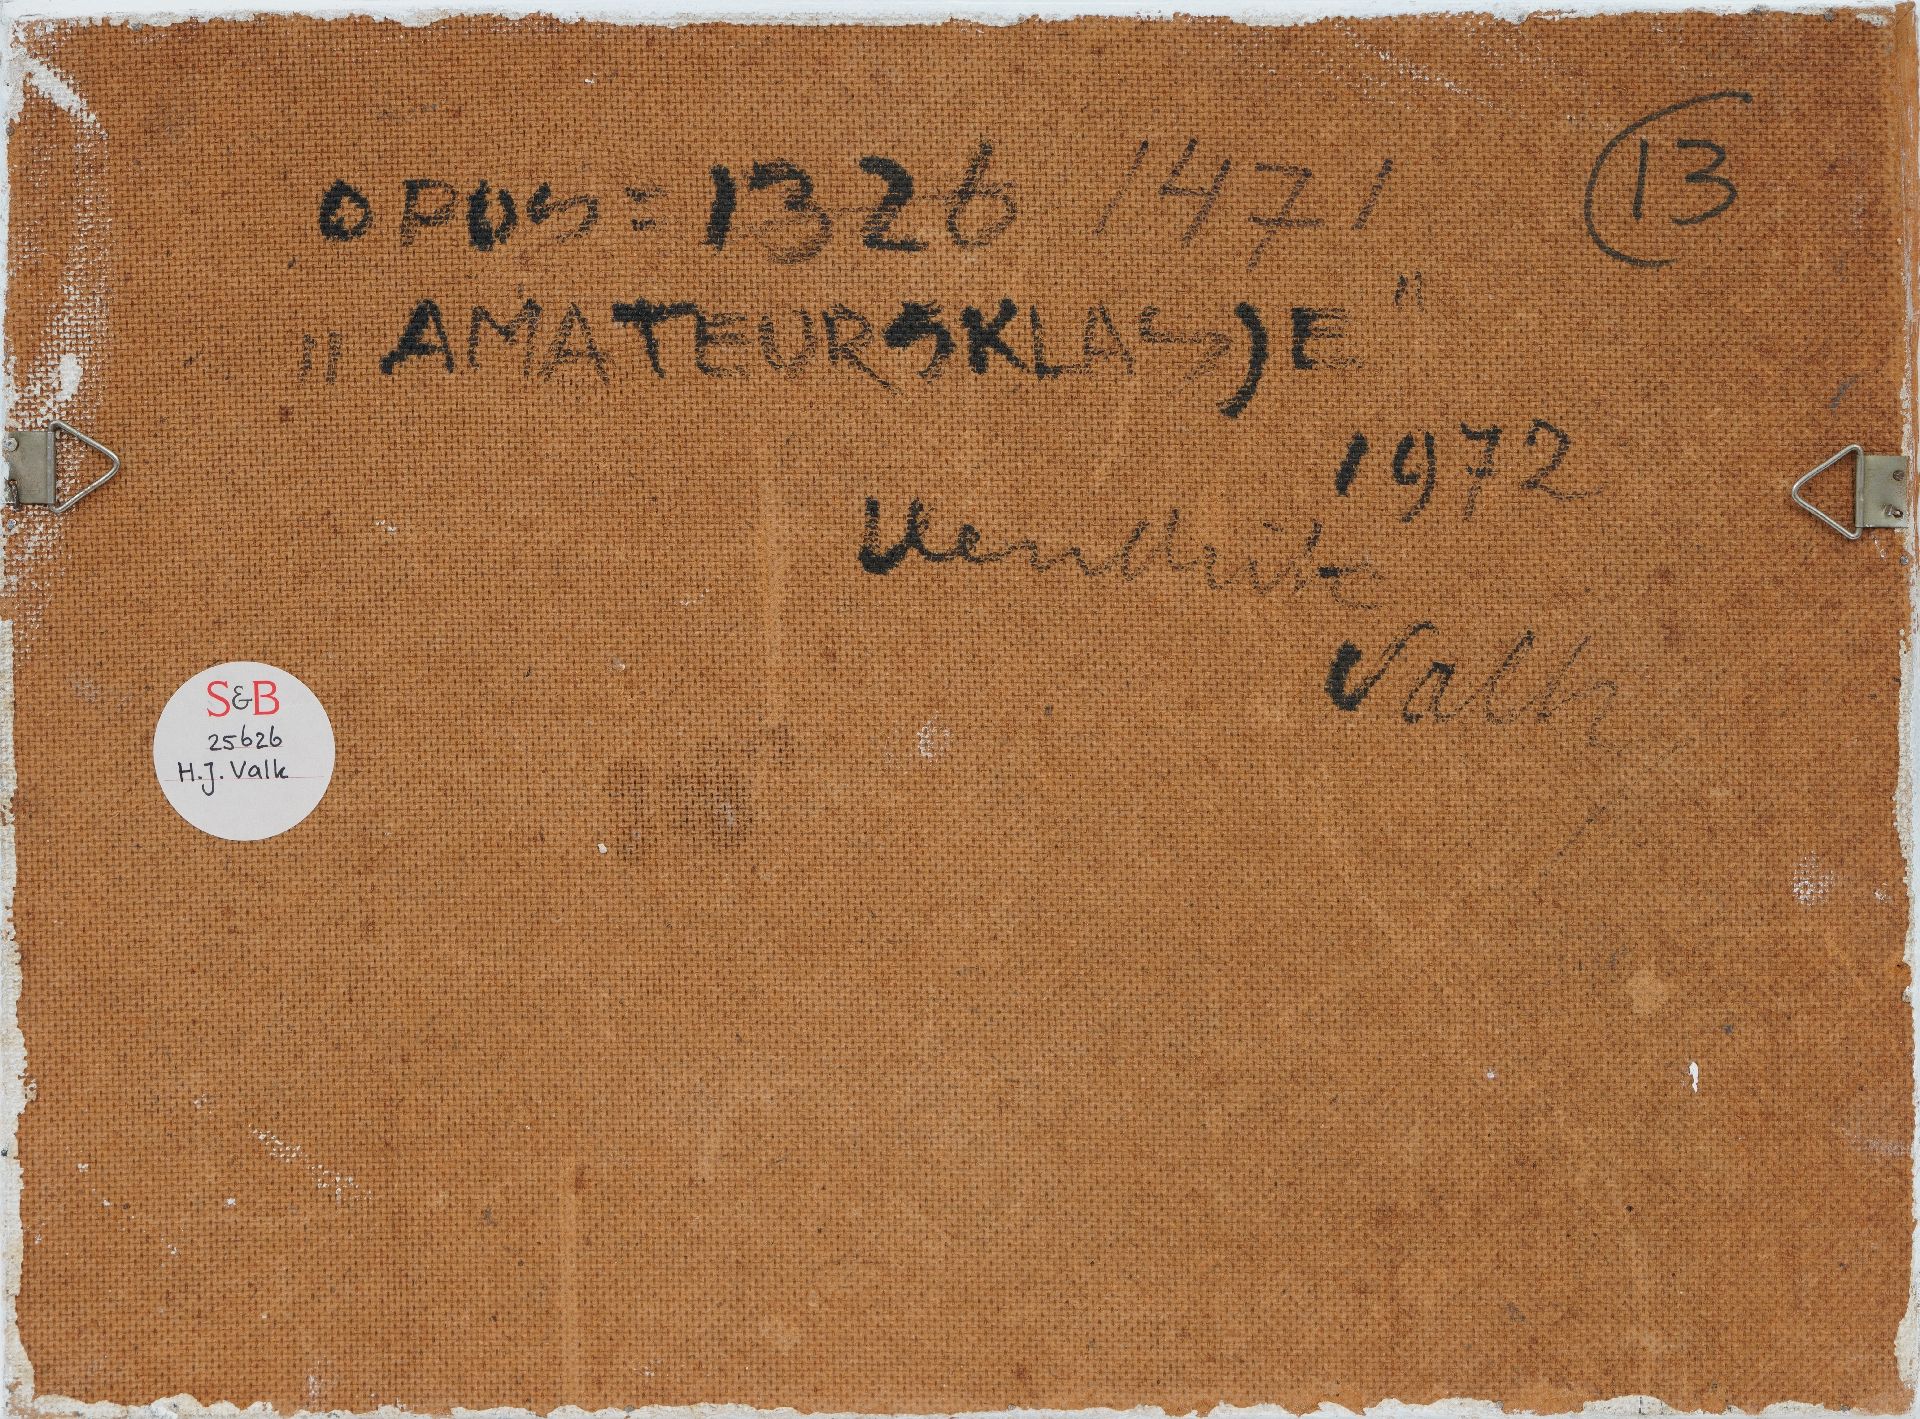 OPUS = 1326 1471
13
„AMATEURSKLASJE"
1972
Hendrik
Valk
S&B
25626
H.J. Valk